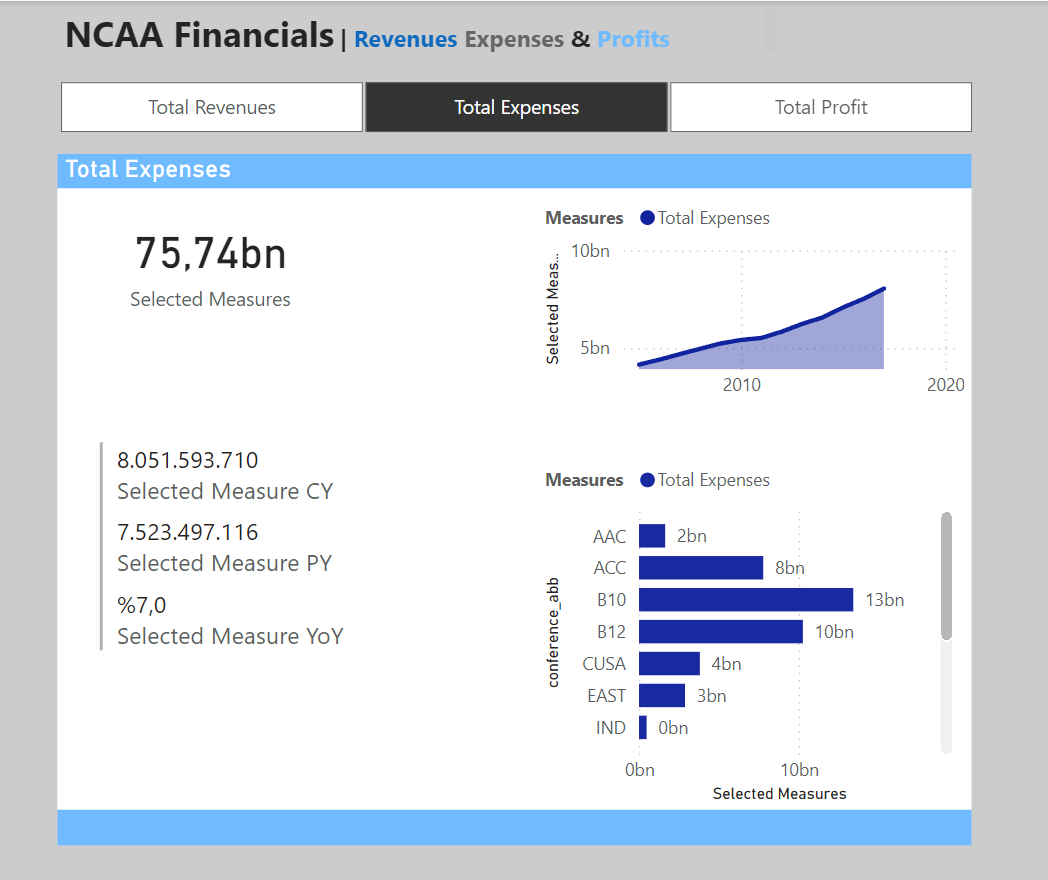 NCAA Financials | Revenues Expenses & Profits
Total Revenues
Total Expenses
Total Profit
Total Expenses
75,74bn
Selected Measures
8.051.593.710
Selected Measure CY
7.523.497.116
Selected Measure PY
%7,0
Selected Measure YoY
Measures Total Expenses
Selected Meas...
10bn
5bn
2010
2020
Measures Total Expenses
conference_abb
AAC 2bn
ACC 8bn
B10 13bn
B12 10bn
CUSA 4bn
EAST 3bn
IND 0bn
0bn
10bn
Selected Measures